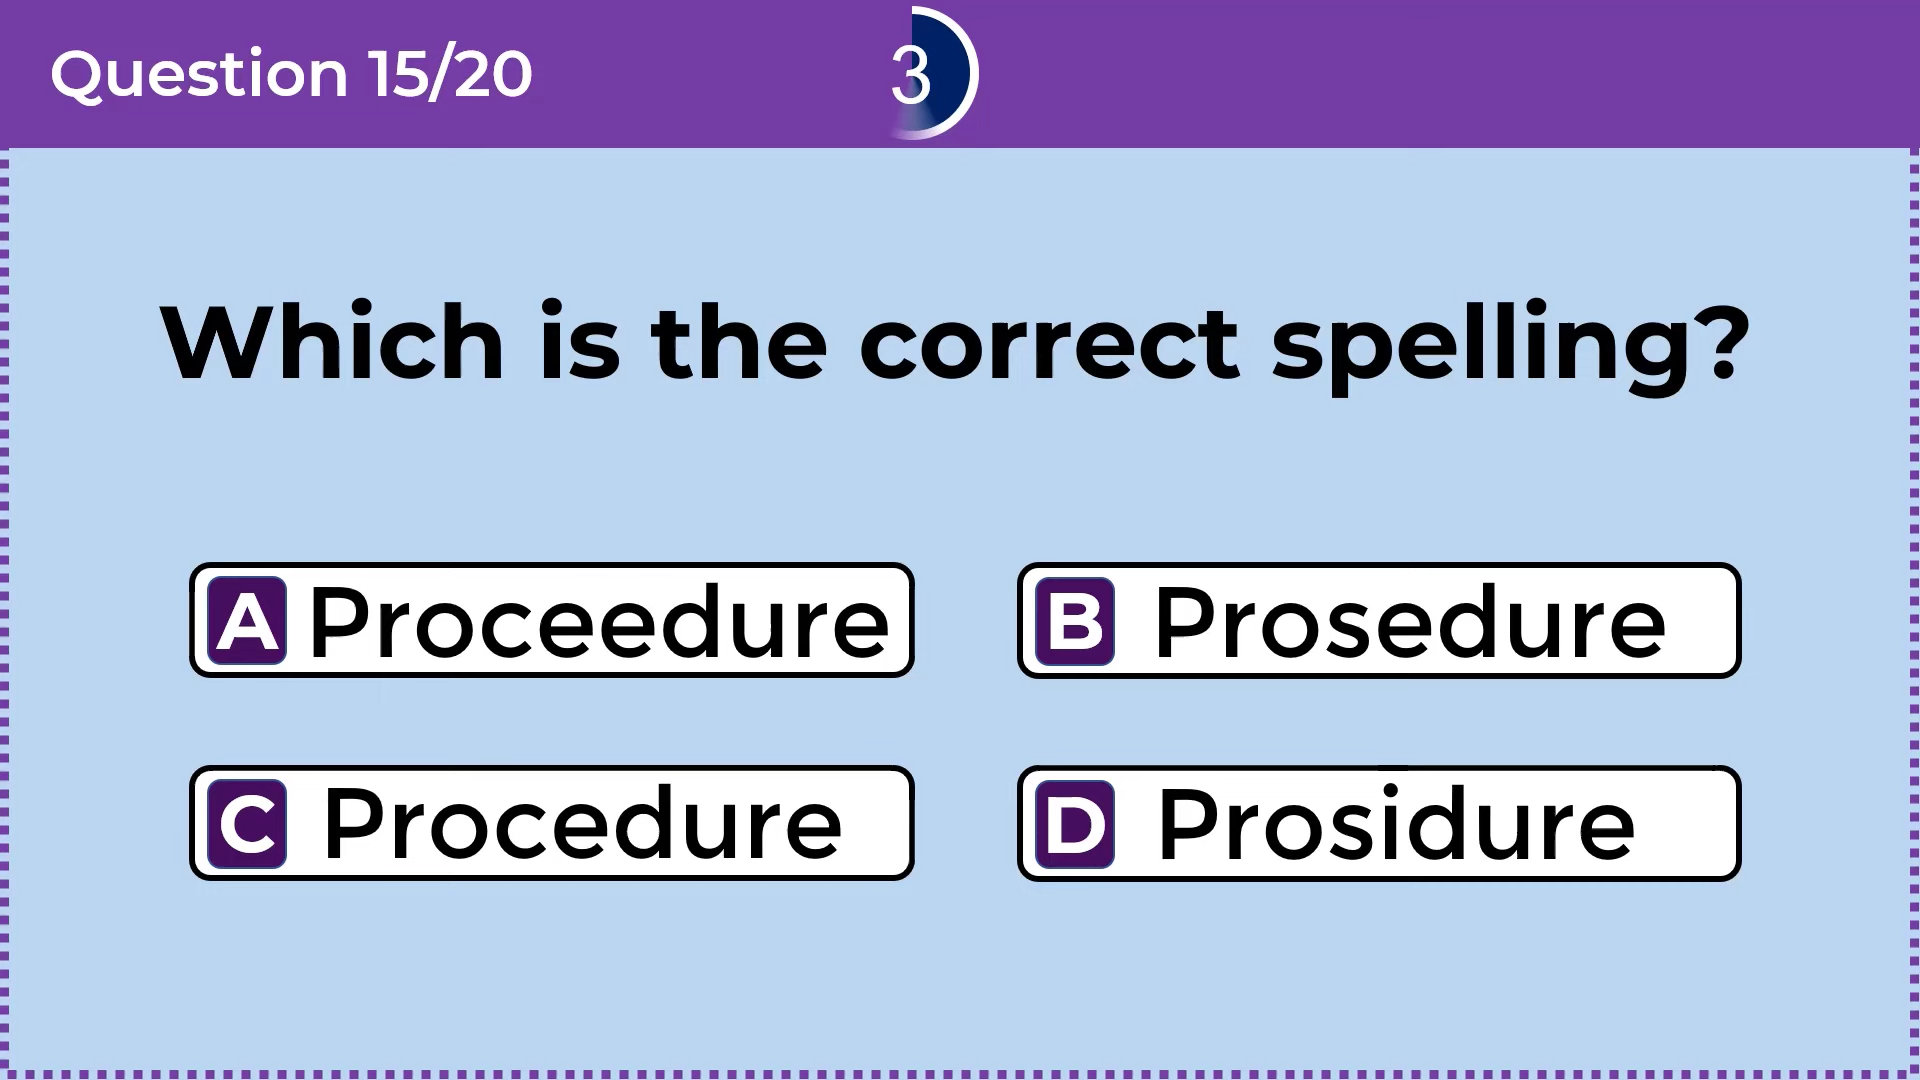 Question 15/20
3
Which is the correct spelling?
A Proceedure
B Prosedure
C Procedure
D Prosidure